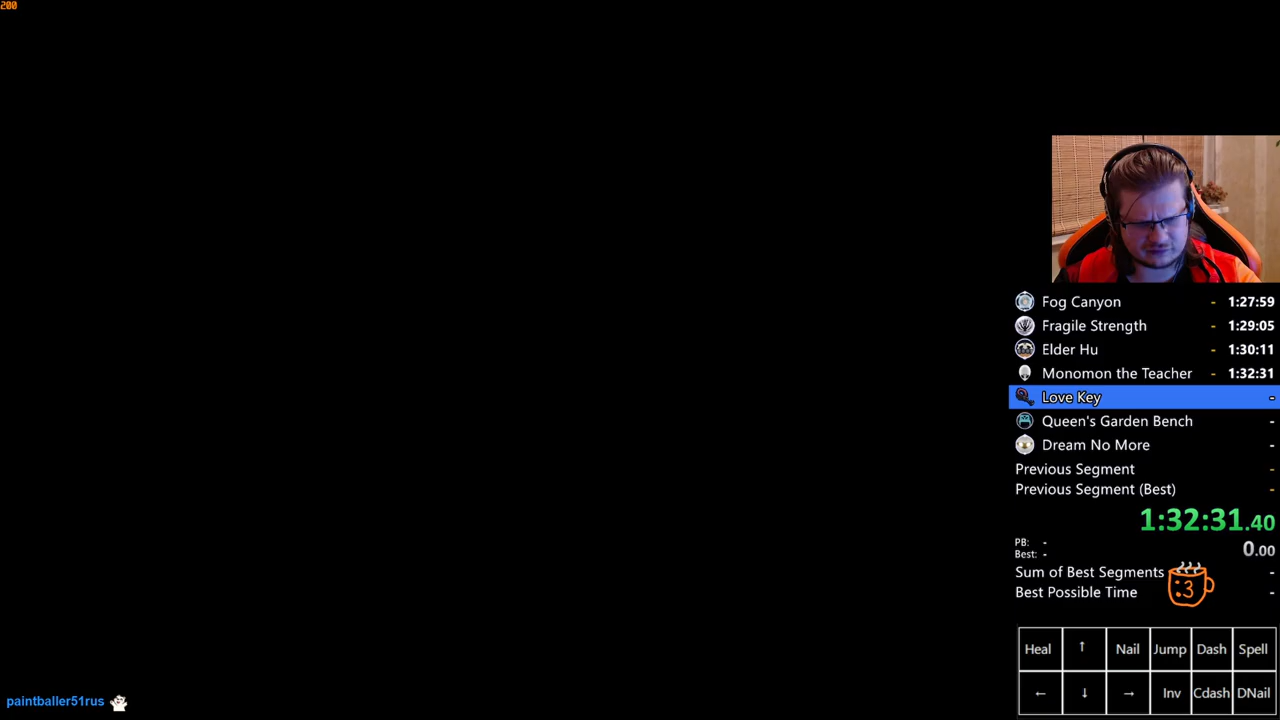 200
Fog Canyon - 1:27:59
Fragile Strength - 1:29:05
Elder Hu - 1:30:11
Monomon the Teacher - 1:32:31
Love Key -
Queen's Garden Bench -
Dream No More -
Previous Segment -
Previous Segment (Best) -
1:32:31.40
PB: - 0.00
Best: -
Sum of Best Segments -
Best Possible Time -
:3
Heal ↑ Nail Jump Dash Spell
← ↓ → Inv Cdash DNail
paintballer51rus